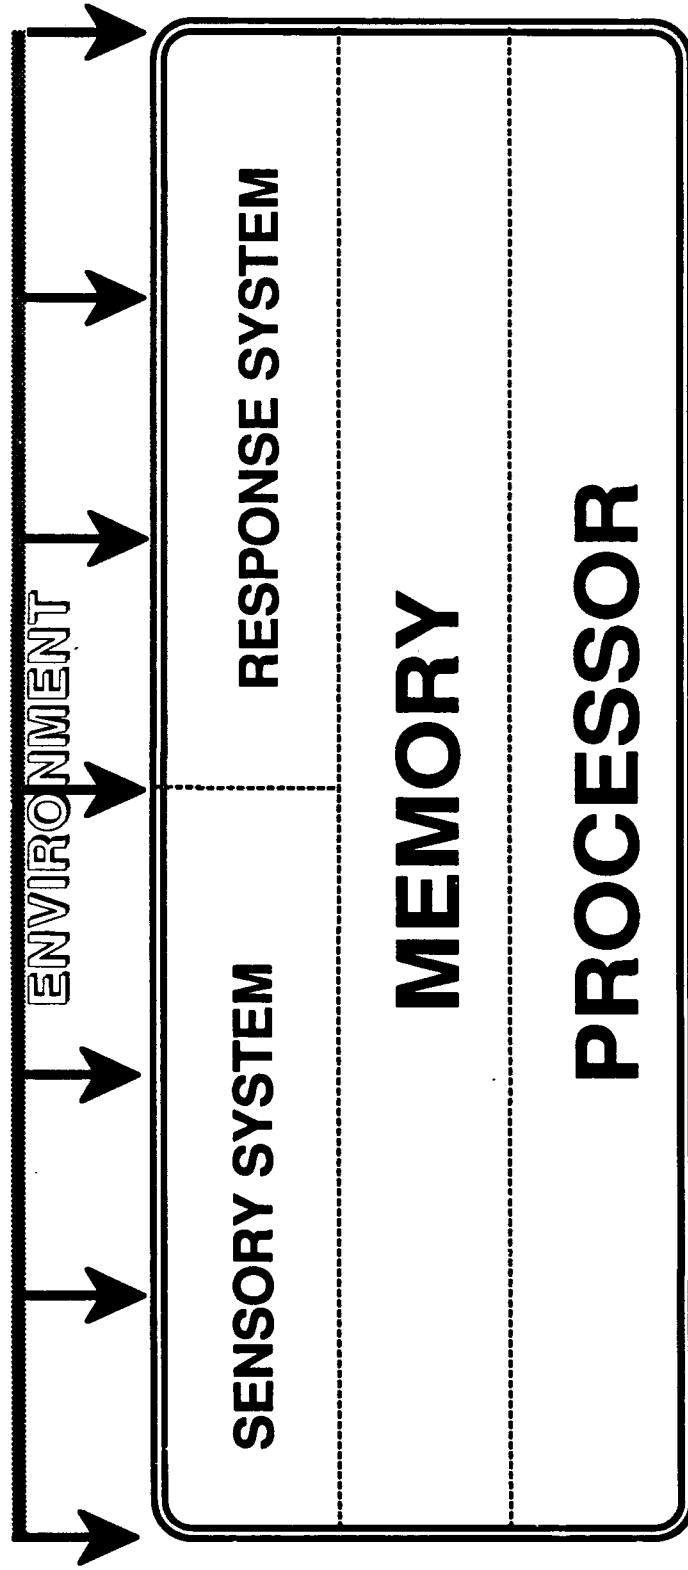 ENVIRONMENT
SENSORY SYSTEM
RESPONSE SYSTEM
MEMORY
PROCESSOR